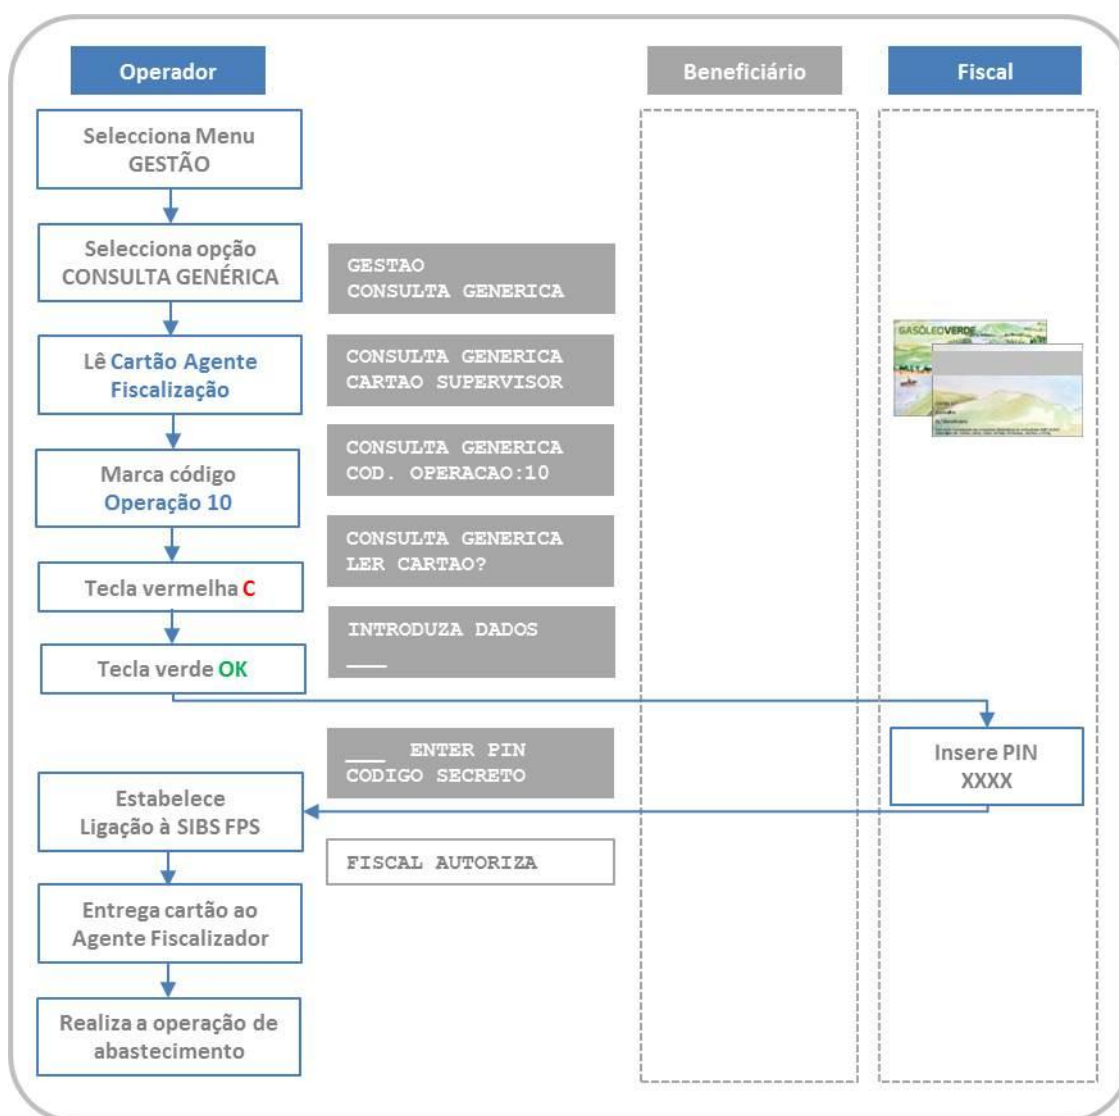 Operador
Beneficiário
Fiscal
Selecciona Menu
GESTÃO
Selecciona opção
CONSULTA GENÉRICA
GESTAO
CONSULTA GENERICA
Lê Cartão Agente
Fiscalização
CONSULTA GENERICA
CARTAO SUPERVISOR
GASÓLEOVERDE
Marca código
Operação 10
CONSULTA GENERICA
COD. OPERACAO:10
CONSULTA GENERICA
LER CARTAO?
Tecla vermelha C
INTRODUZA DADOS
___
Tecla verde OK
___ ENTER PIN
CODIGO SECRETO
Insere PIN
XXXX
Estabelece
Ligação à SIBS FPS
FISCAL AUTORIZA
Entrega cartão ao
Agente Fiscalizador
Realiza a operação de
abastecimento